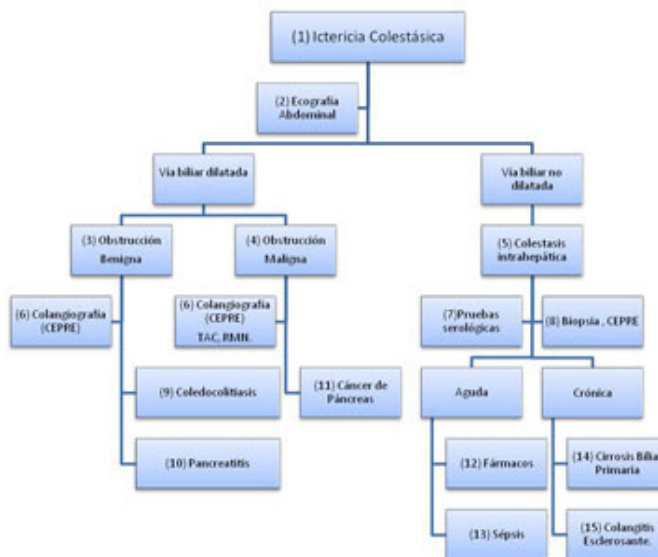 (1) Ictericia Colestásica
(2) Ecografía
Abdominal
Vía biliar dilatada
Vía biliar no
dilatada
(3) Obstrucción
Benigna
(4) Obstrucción
Maligna
(5) Colestasis
intrahepática
(6) Colangiografía
(CEPRE)
(6) Colangiografía
(CEPRE)
TAC, RMN.
(7)Pruebas
serológicas
(8) Biopsia , CEPRE
(9) Coledocolitiasis
(11) Cáncer de
Páncreas
Aguda
Crónica
(10) Pancreatitis
(12) Fármacos
(14) Cirrosis Bilia
Primaria
(13) Sépsis
(15) Colangitis
Esclerosante.